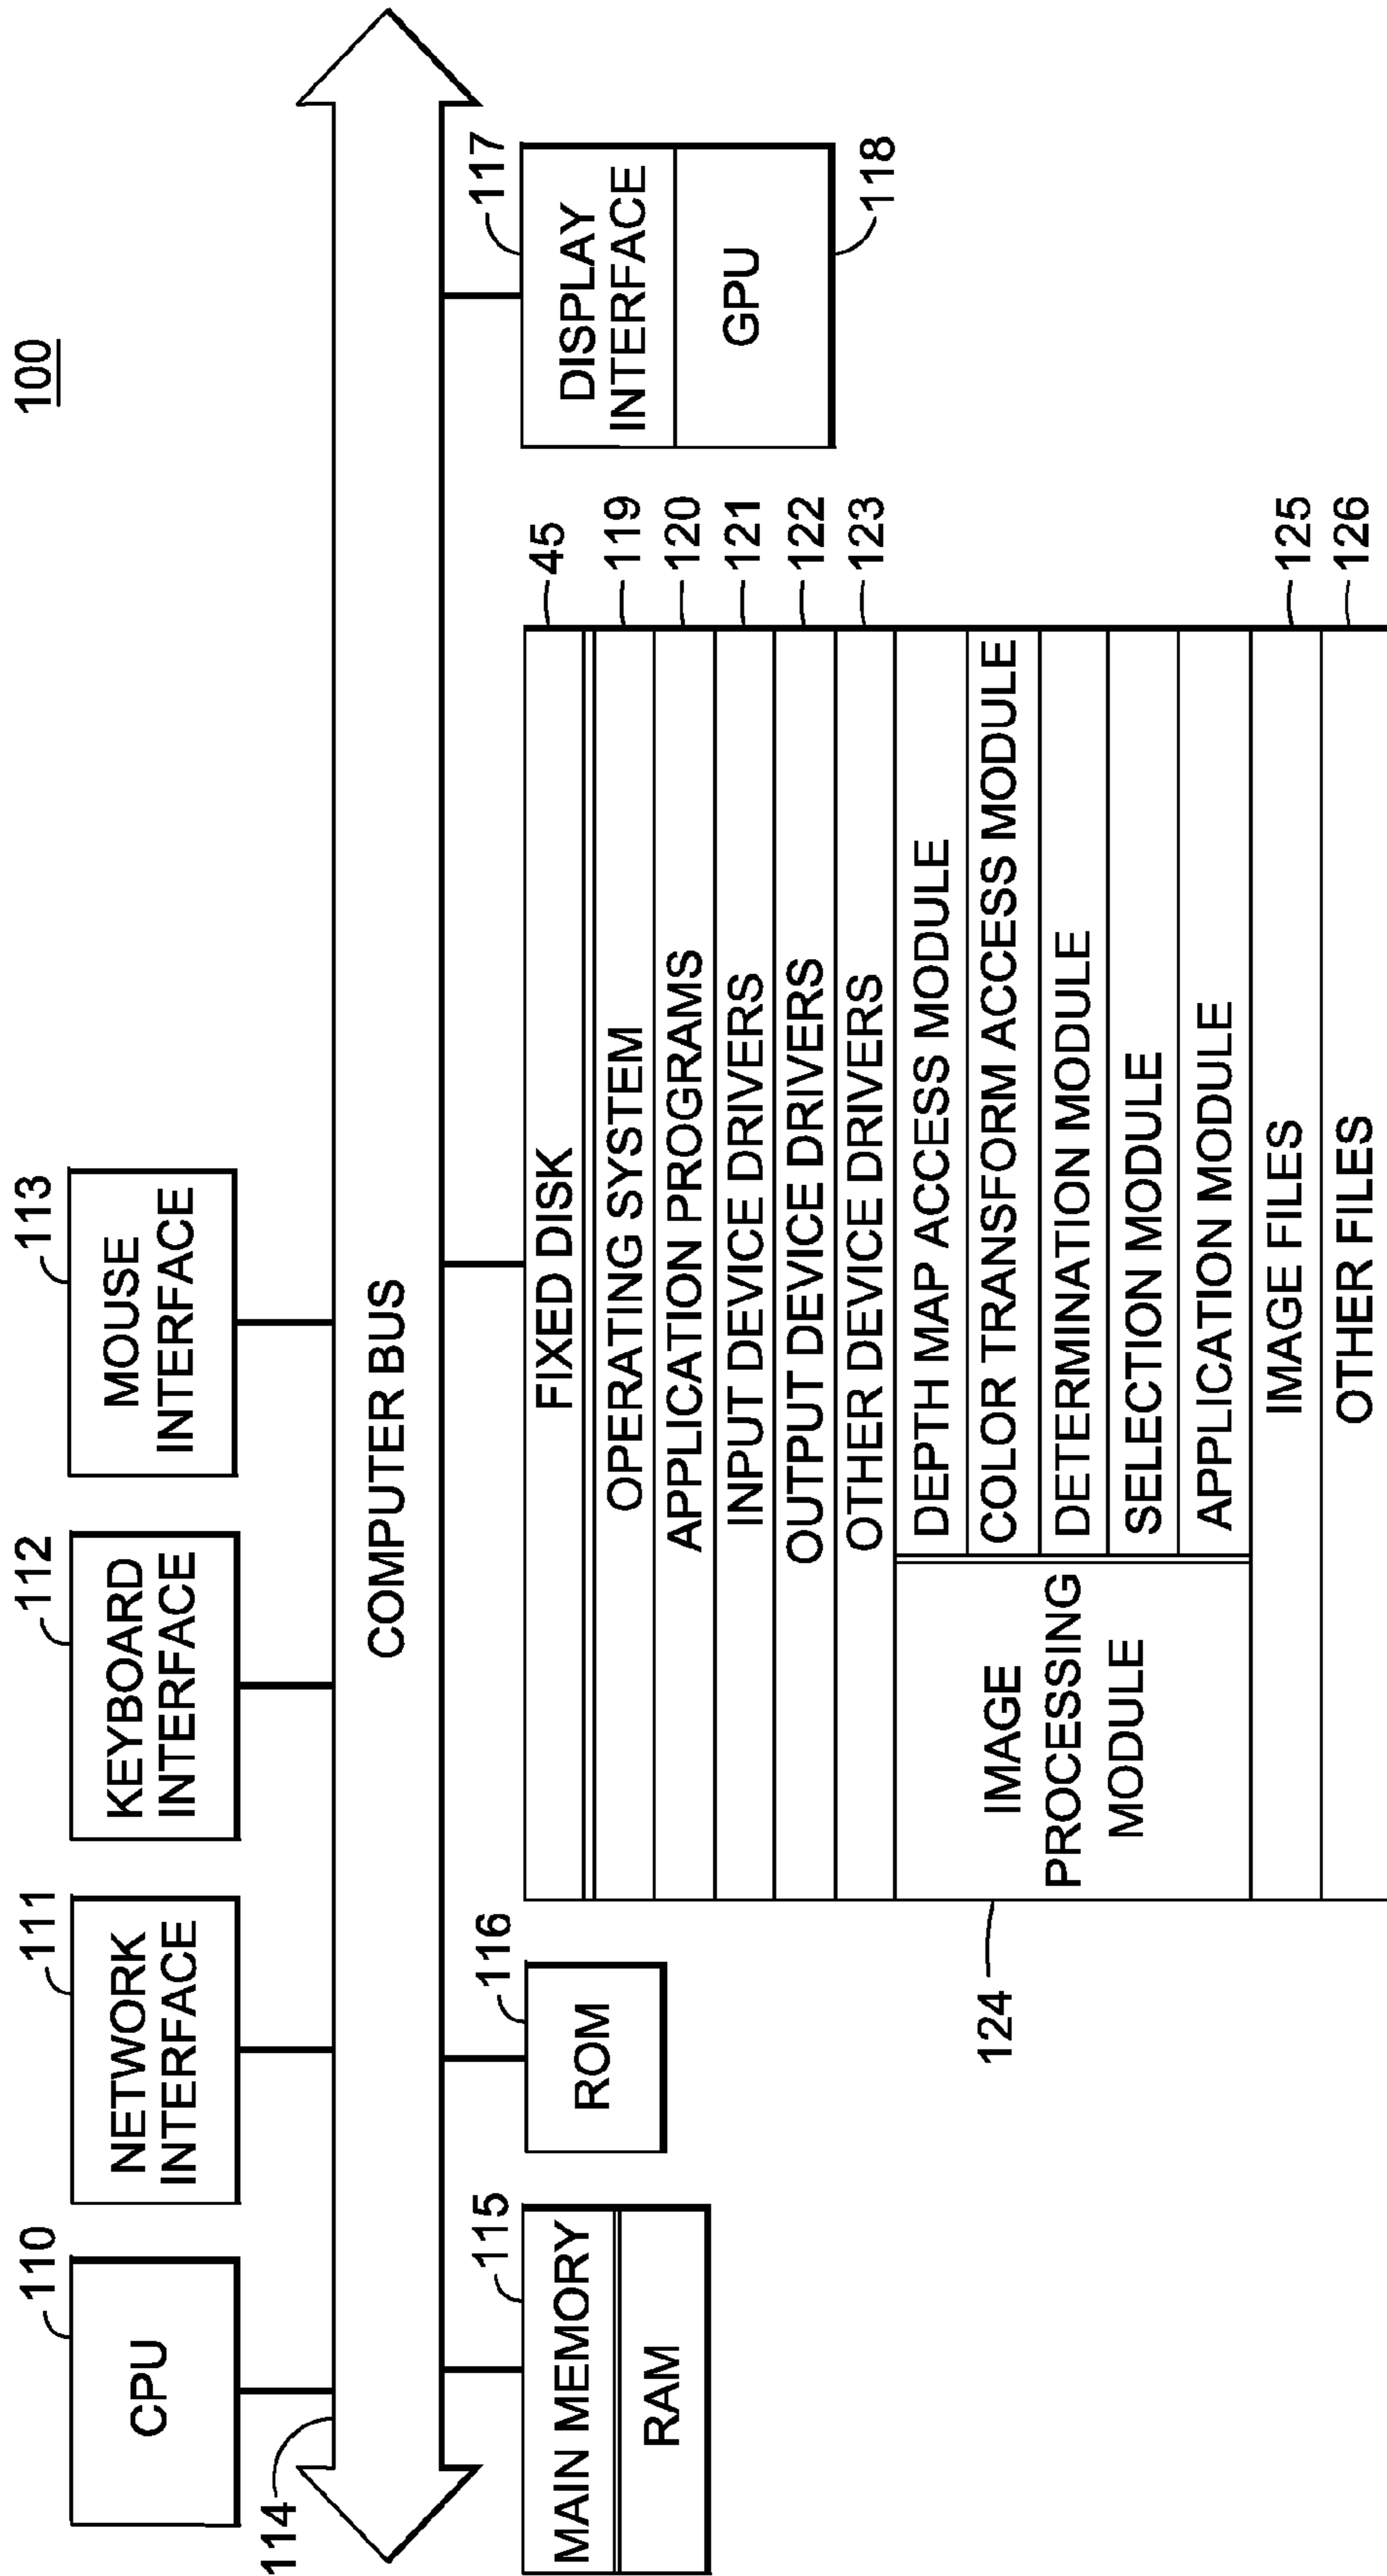 100
110
CPU
111
NETWORK
INTERFACE
112
KEYBOARD
INTERFACE
113
MOUSE
INTERFACE
114
COMPUTER BUS
115
MAIN MEMORY
RAM
116
ROM
FIXED DISK
45
OPERATING SYSTEM
119
APPLICATION PROGRAMS
120
INPUT DEVICE DRIVERS
121
OUTPUT DEVICE DRIVERS
122
OTHER DEVICE DRIVERS
123
124
IMAGE
PROCESSING
MODULE
DEPTH MAP ACCESS MODULE
COLOR TRANSFORM ACCESS MODULE
DETERMINATION MODULE
SELECTION MODULE
APPLICATION MODULE
IMAGE FILES
125
OTHER FILES
126
117
DISPLAY
INTERFACE
GPU
118